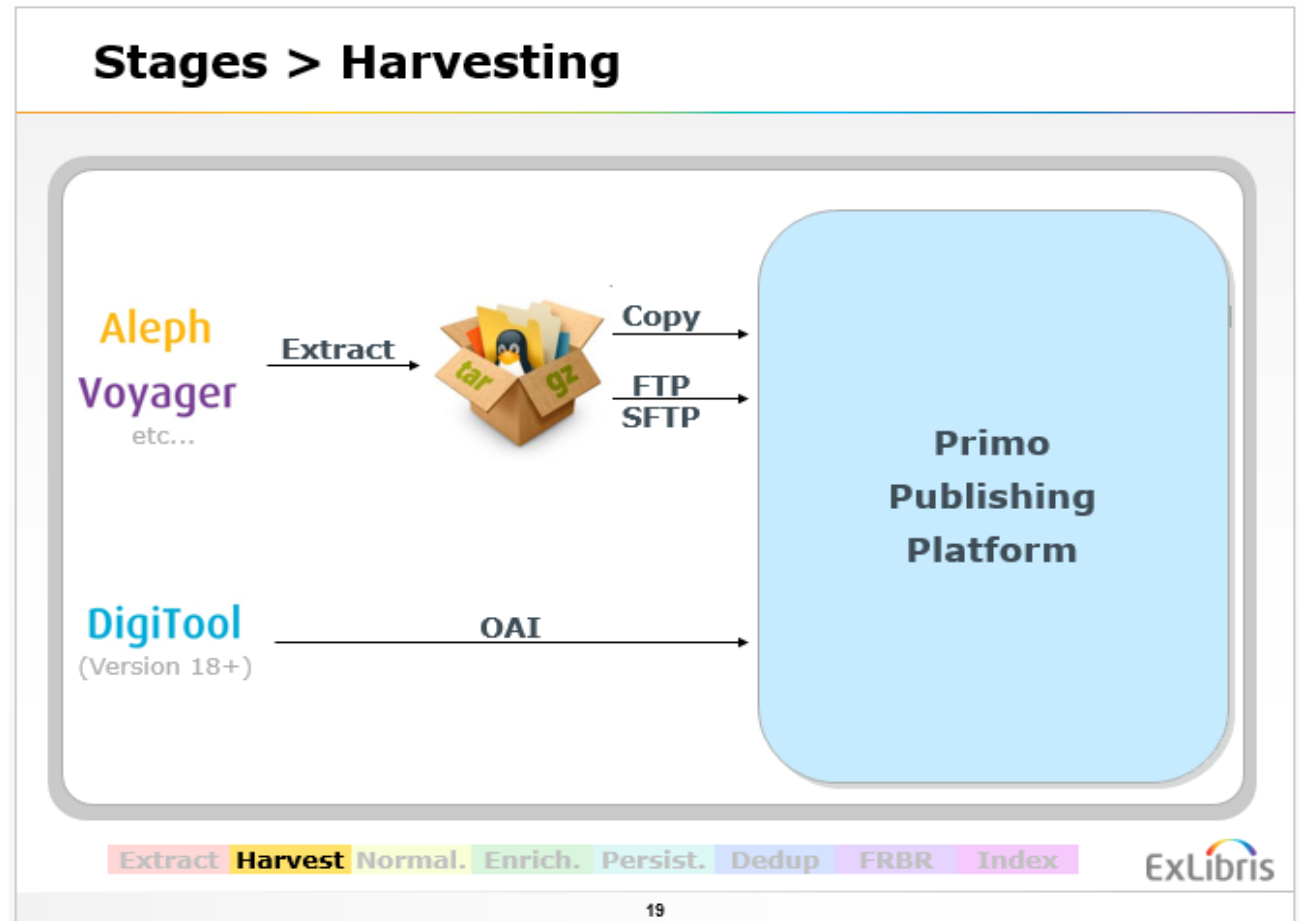 Stages > Harvesting
Aleph
Voyager
etc...
Extract
tar
gz
Copy
FTP
SFTP
Primo
Publishing
Platform
DigiTool
(Version 18+)
OAI
Extract Harvest Normal. Enrich. Persist. Dedup FRBR Index
ExLibris
19